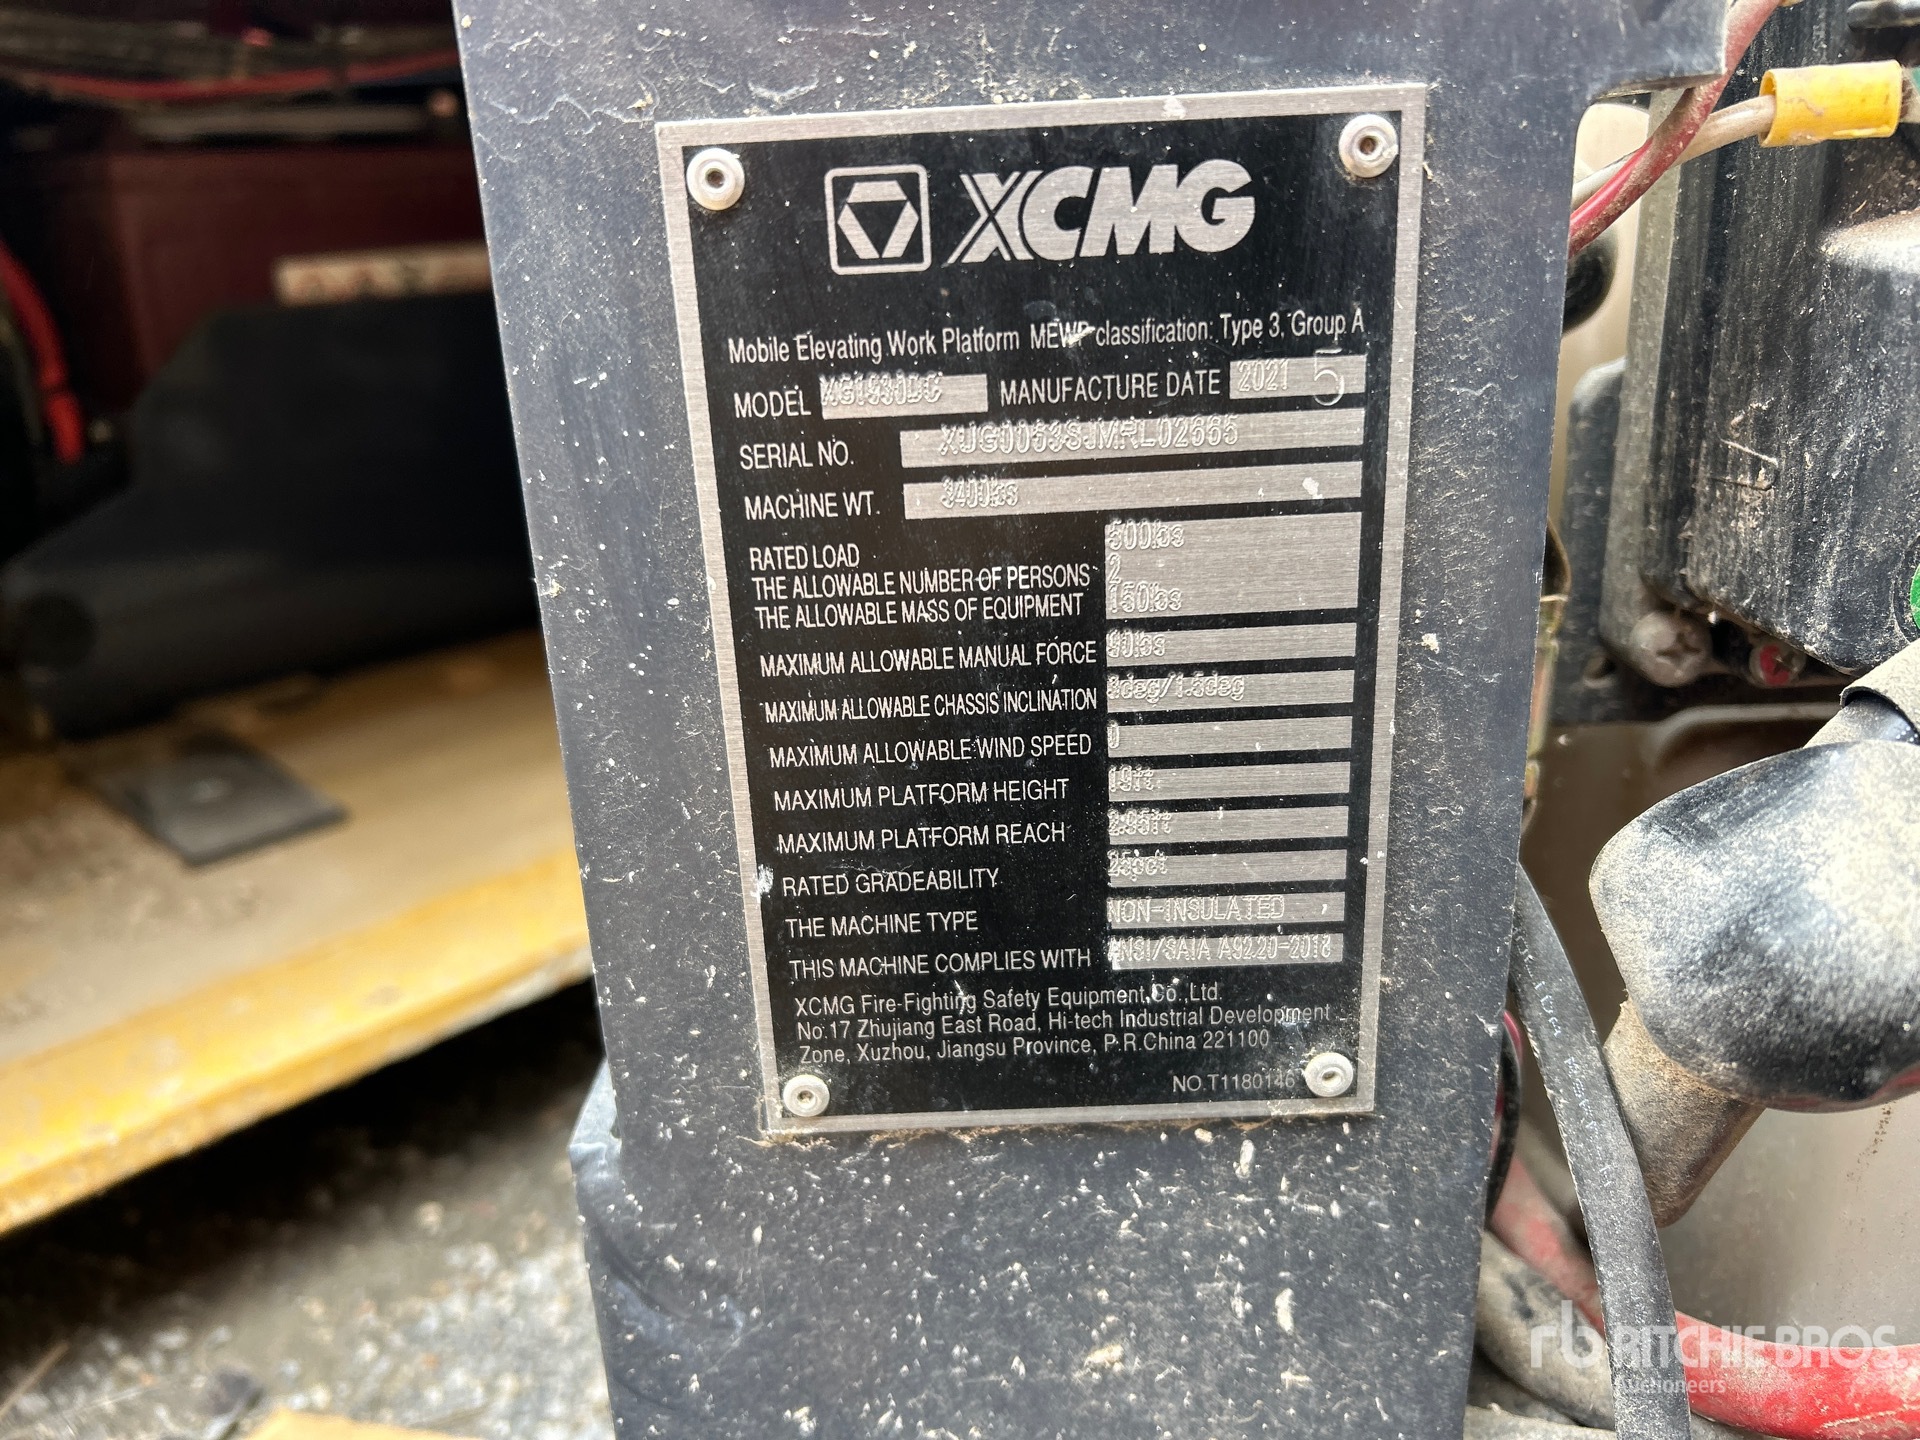 XCMG
Mobile Elevating Work Platform MEWP classification: Type 3, Group A
MODEL XG1930DC MANUFACTURE DATE 2021 5
SERIAL NO. XUG0053SJMRL02665
MACHINE WT. 3400lbs
RATED LOAD 500lbs
THE ALLOWABLE NUMBER OF PERSONS 2
THE ALLOWABLE MASS OF EQUIPMENT 150lbs
MAXIMUM ALLOWABLE MANUAL FORCE 90lbs
MAXIMUM ALLOWABLE CHASSIS INCLINATION 3deg/1.5deg
MAXIMUM ALLOWABLE WIND SPEED 0
MAXIMUM PLATFORM HEIGHT 19ft
MAXIMUM PLATFORM REACH 2.95ft
RATED GRADEABILITY 25pct
THE MACHINE TYPE NON-INSULATED
THIS MACHINE COMPLIES WITH ANSI/SAIA A92.20-2018
XCMG Fire-Fighting Safety Equipment,Co.,Ltd.
No.17 Zhujiang East Road, Hi-tech Industrial Development
Zone, Xuzhou, Jiangsu Province, P.R.China 221100
NO.T1180146
rb RITCHIE BROS.
Auctioneers